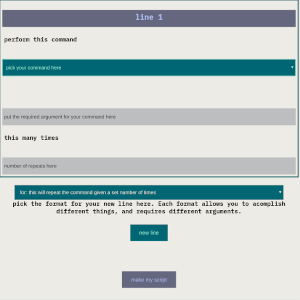 line 1
perform this command
pick your command here
put the required argument for your command here
this many times
number of repeats here
for: this will repeat the command given a set number of times
pick the format for your new line here. Each format allows you to acomplish
different things, and requires different arguments.
new line
make my script